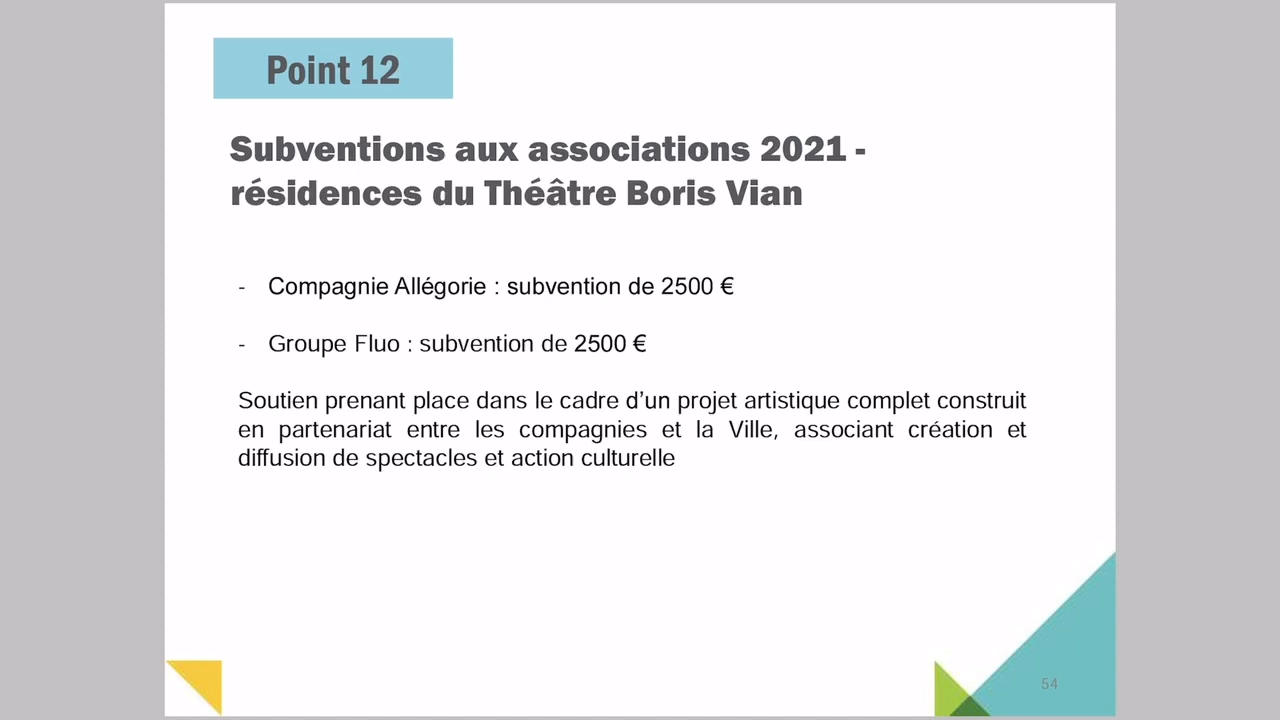 Point 12
Subventions aux associations 2021 -
résidences du Théâtre Boris Vian
- Compagnie Allégorie : subvention de 2500 €
- Groupe Fluo : subvention de 2500 €
Soutien prenant place dans le cadre d’un projet artistique complet construit
en partenariat entre les compagnies et la Ville, associant création et
diffusion de spectacles et action culturelle
54